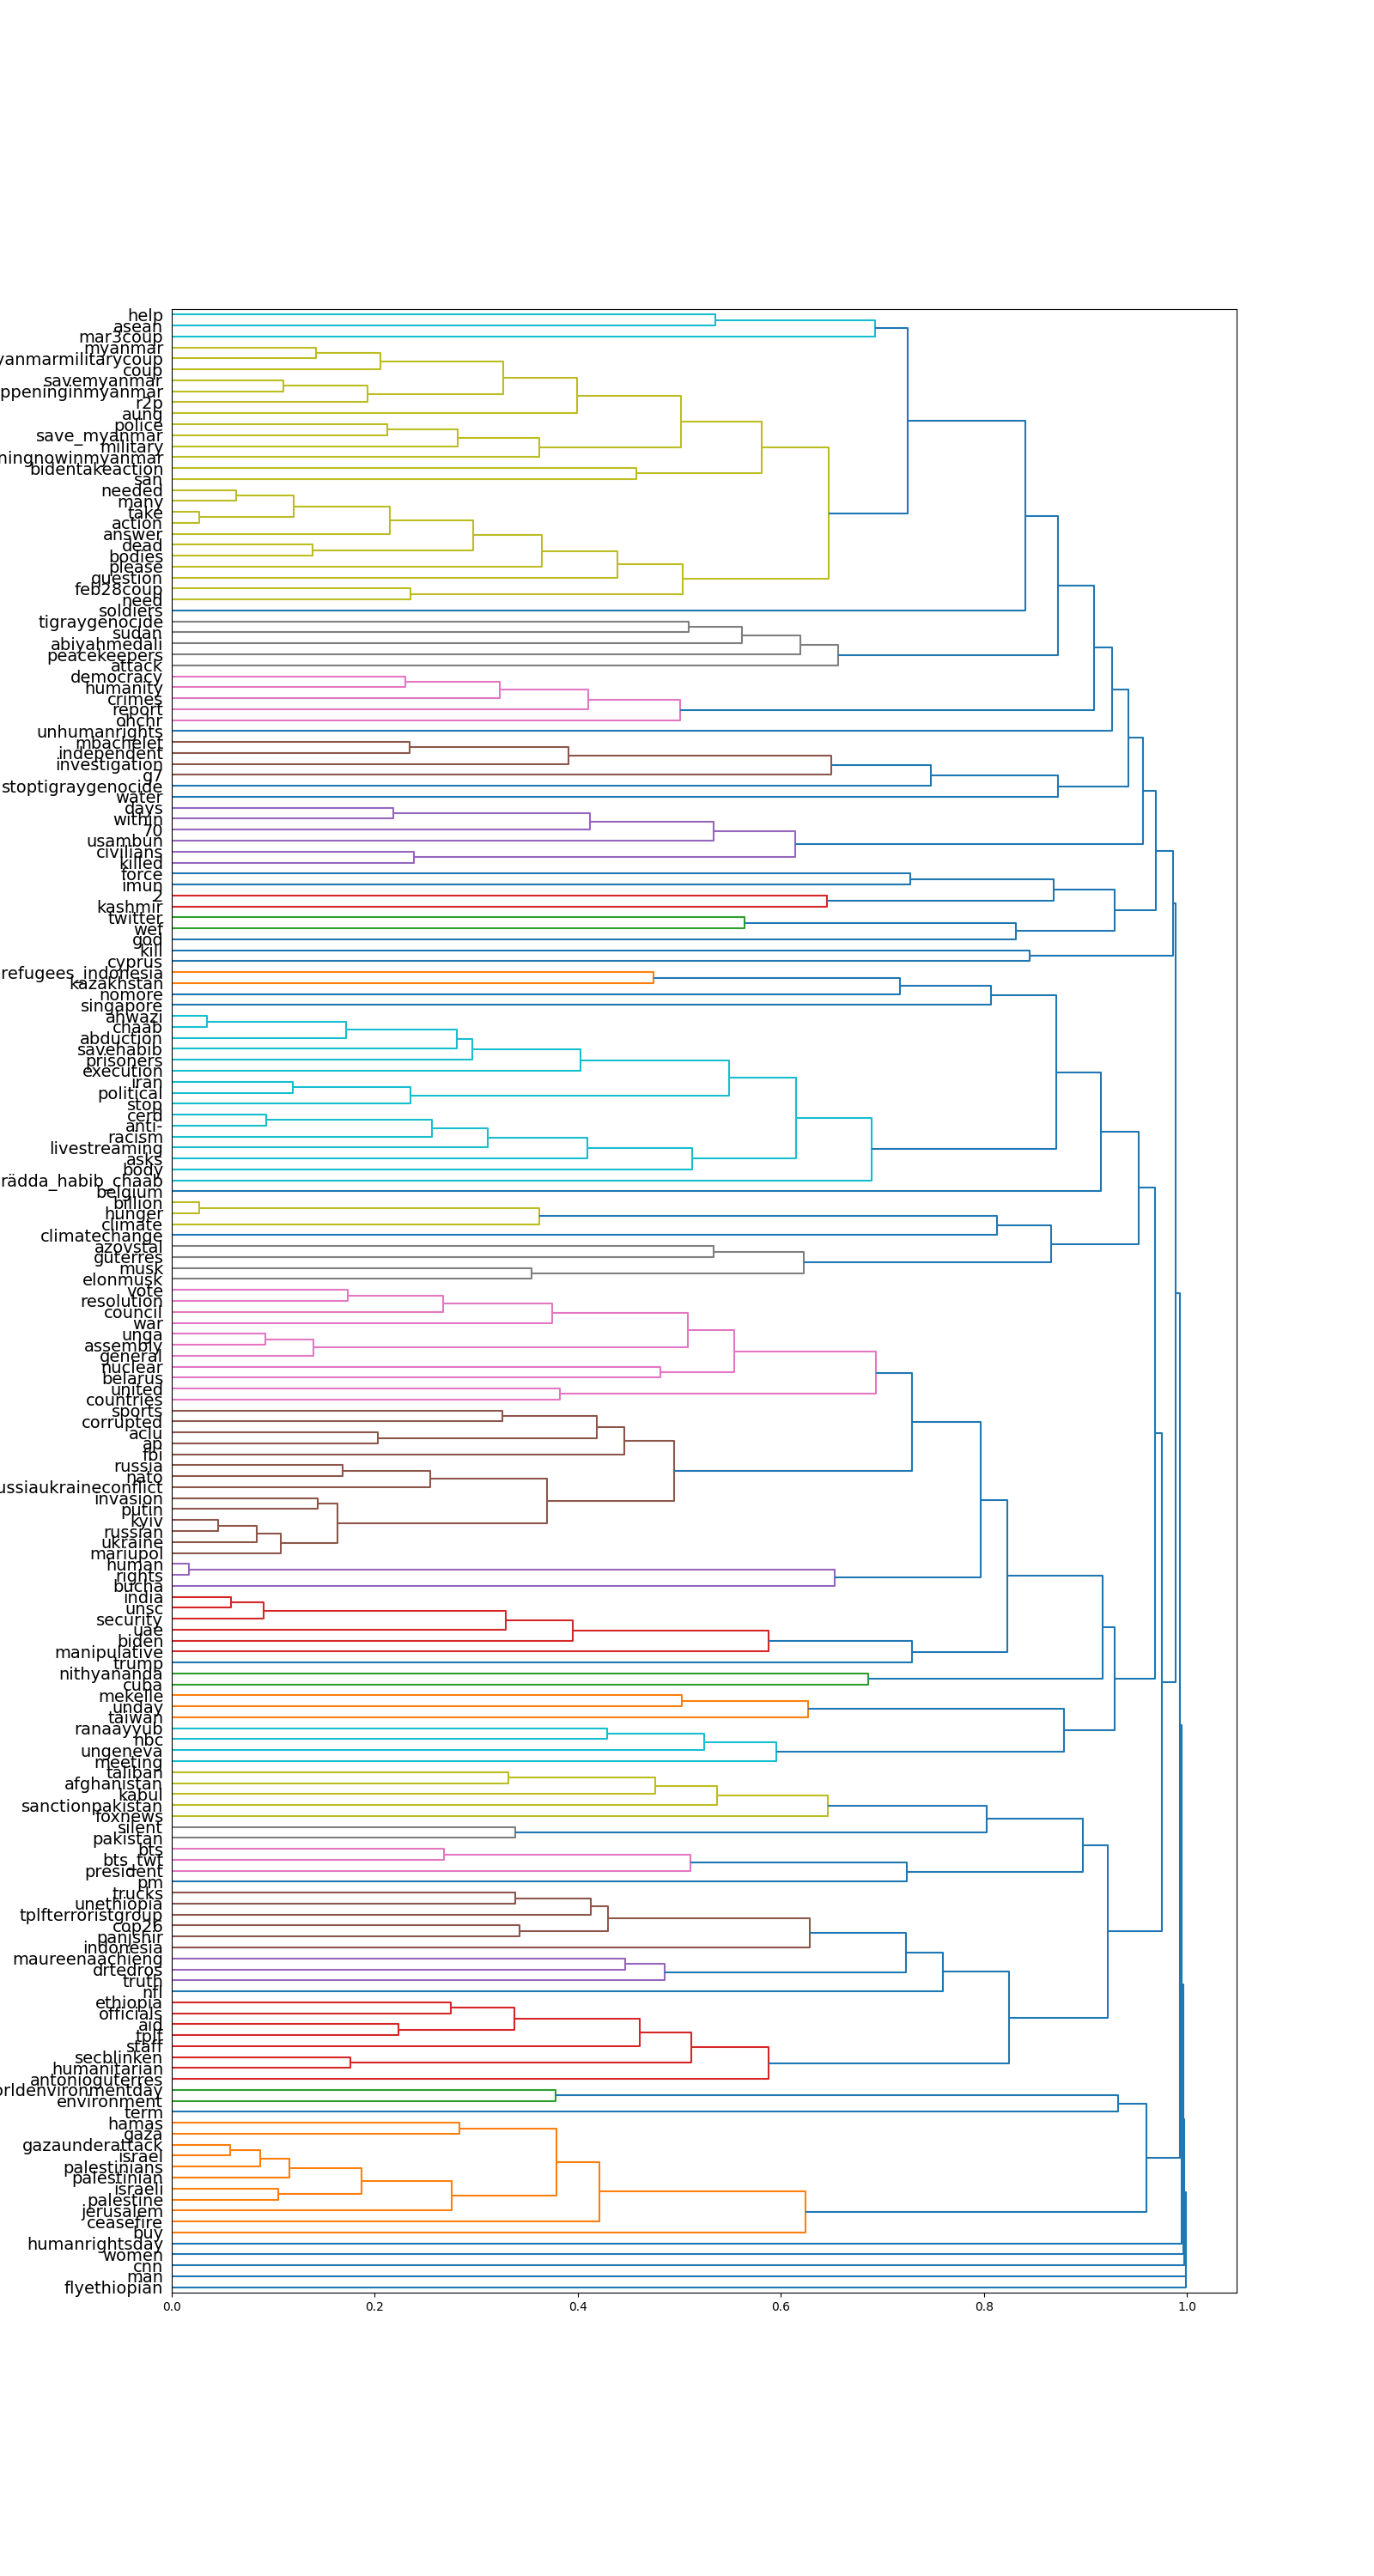 help
asean
mar3coup
myanmar
yanmarmilitarycoup
coup
savemyanmar
ppeninginmyanmar
r2p
aung
police
save_myanmar
military
ningnowinmyanmar
bidentakeaction
san
needed
many
take
action
answer
dead
bodies
please
question
feb28coup
need
soldiers
tigraygenocide
sudan
abiyahmedali
peacekeepers
attack
democracy
humanity
crimes
report
ohchr
unhumanrights
mbachelet
independent
investigation
g7
stoptigraygenocide
water
days
within
70
usambun
civilians
killed
force
imun
2
kashmir
twitter
wef
god
kill
cyprus
refugees_indonesia
kazakhstan
nomore
singapore
ahwazi
chaab
abduction
savehabib
prisoners
execution
iran
political
stop
cerd
anti-
racism
livestreaming
asks
body
rädda_habib_chaab
belgium
billion
hunger
climate
climatechange
azovstal
guterres
musk
elonmusk
vote
resolution
council
war
unga
assembly
general
nuclear
belarus
united
countries
sports
corrupted
aclu
ap
fbi
russia
nato
ussiaukraineconflict
invasion
putin
kyiv
russian
ukraine
mariupol
human
rights
bucha
india
unsc
security
uae
biden
manipulative
trump
nithyananda
cuba
mekelle
unday
taiwan
ranaayyub
nbc
ungeneva
meeting
taliban
afghanistan
kabul
sanctionpakistan
foxnews
silent
pakistan
bts
bts_twt
president
pm
trucks
unethiopia
tplfterroristgroup
cop26
panjshir
indonesia
maureenaachieng
drtedros
truth
nfl
ethiopia
officials
aid
tplf
staff
secblinken
humanitarian
antonioguterres
orldenvironmentday
environment
term
hamas
gaza
gazaunderattack
israel
palestinians
palestinian
israeli
palestine
jerusalem
ceasefire
buy
humanrightsday
women
cnn
man
flyethiopian
0.0 0.2 0.4 0.6 0.8 1.0